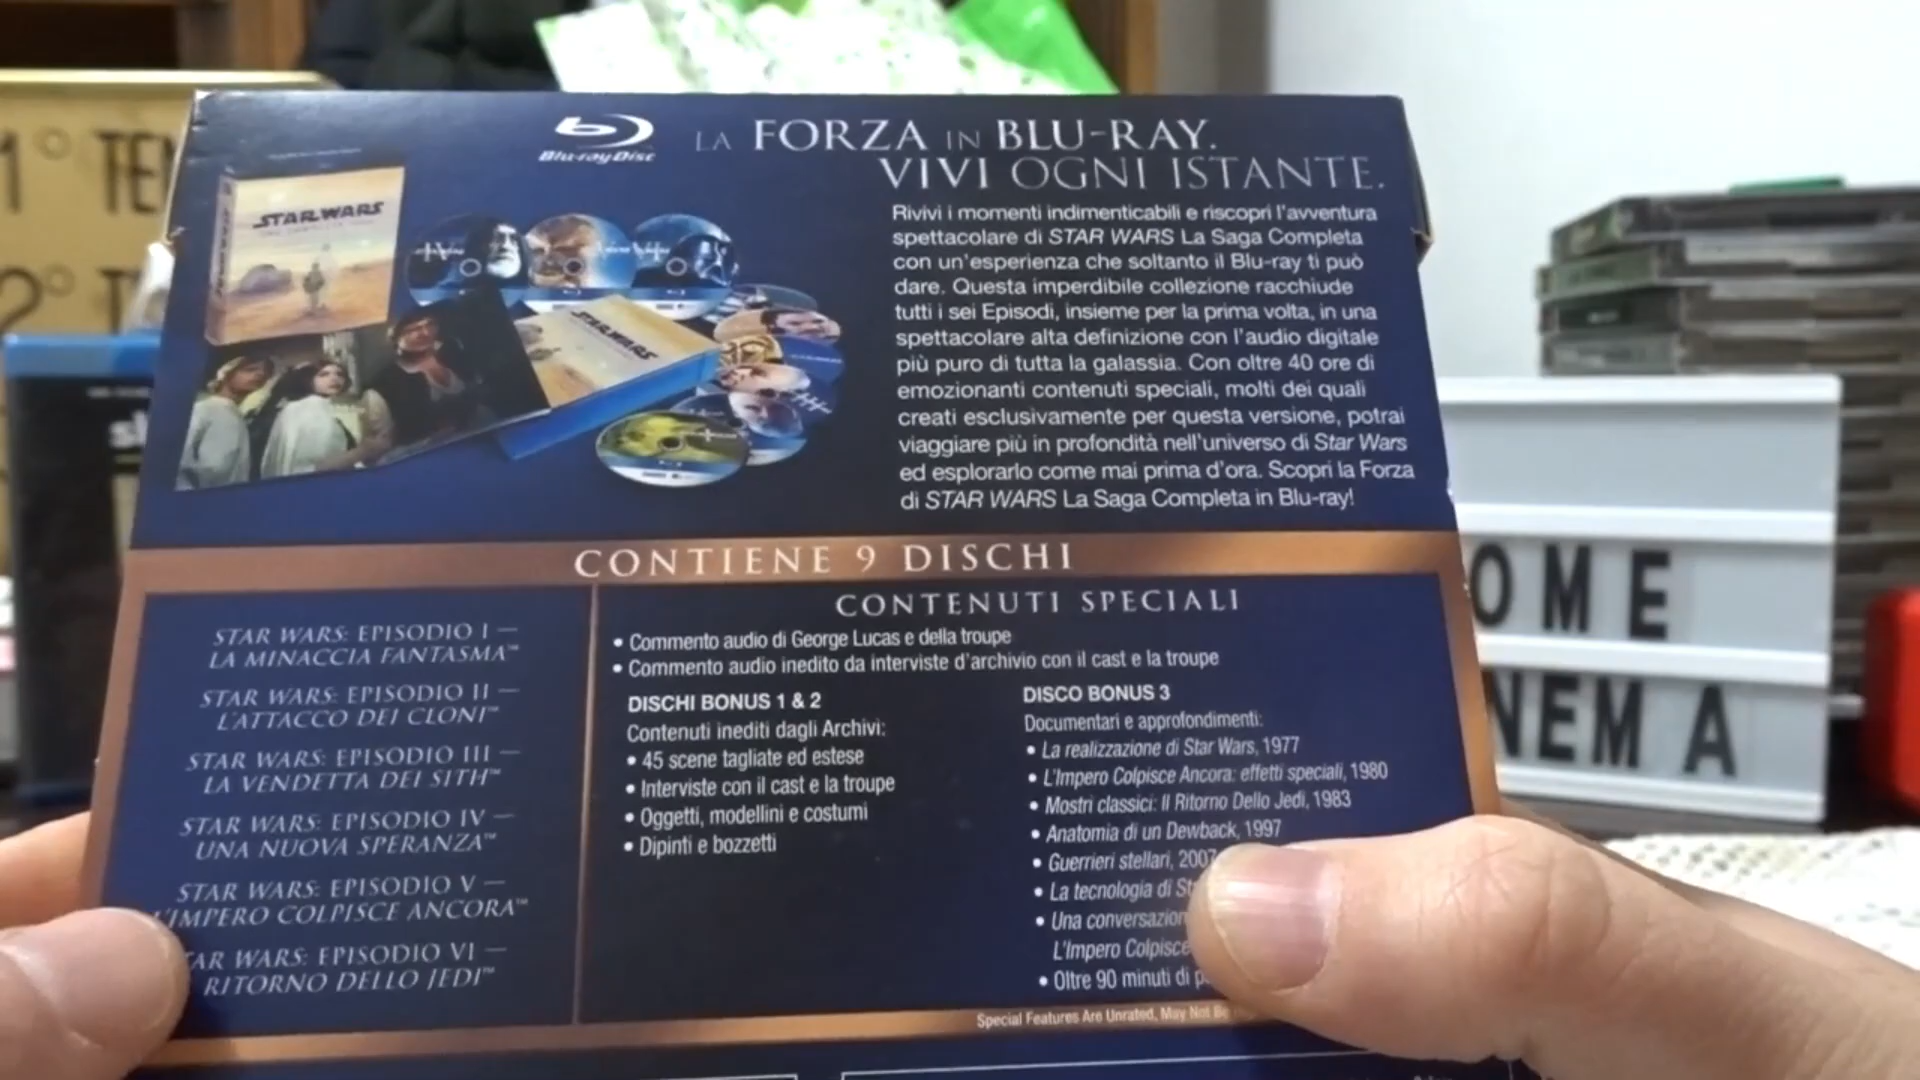 1° TEN
2° T
Blu-ray Disc
LA FORZA IN BLU-RAY.
VIVI OGNI ISTANTE.
STAR WARS
STAR WARS
Rivivi i momenti indimenticabili e riscopri l'avventura
spettacolare di STAR WARS La Saga Completa
con un'esperienza che soltanto il Blu-ray ti può
dare. Questa imperdibile collezione racchiude
tutti i sei Episodi, insieme per la prima volta, in una
spettacolare alta definizione con l'audio digitale
più puro di tutta la galassia. Con oltre 40 ore di
emozionanti contenuti speciali, molti dei quali
creati esclusivamente per questa versione, potrai
viaggiare più in profondità nell'universo di Star Wars
ed esplorarlo come mai prima d'ora. Scopri la Forza
di STAR WARS La Saga Completa in Blu-ray!
CONTIENE 9 DISCHI
STAR WARS: EPISODIO I —
LA MINACCIA FANTASMA™
STAR WARS: EPISODIO II —
L'ATTACCO DEI CLONI™
STAR WARS: EPISODIO III —
LA VENDETTA DEI SITH™
STAR WARS: EPISODIO IV —
UNA NUOVA SPERANZA™
STAR WARS: EPISODIO V —
L'IMPERO COLPISCE ANCORA™
AR WARS: EPISODIO VI —
RITORNO DELLO JEDI™
CONTENUTI SPECIALI
• Commento audio di George Lucas e della troupe
• Commento audio inedito da interviste d'archivio con il cast e la troupe
DISCHI BONUS 1 & 2
Contenuti inediti dagli Archivi:
• 45 scene tagliate ed estese
• Interviste con il cast e la troupe
• Oggetti, modellini e costumi
• Dipinti e bozzetti
DISCO BONUS 3
Documentari e approfondimenti:
• La realizzazione di Star Wars, 1977
• L'Impero Colpisce Ancora: effetti speciali, 1980
• Mostri classici: Il Ritorno Dello Jedi, 1983
• Anatomia di un Dewback, 1997
• Guerrieri stellari, 2007
• La tecnologia di St
• Una conversazion
L'Impero Colpisce
• Oltre 90 minuti di p
Special Features Are Unrated, May Not Be
OME
NEMA